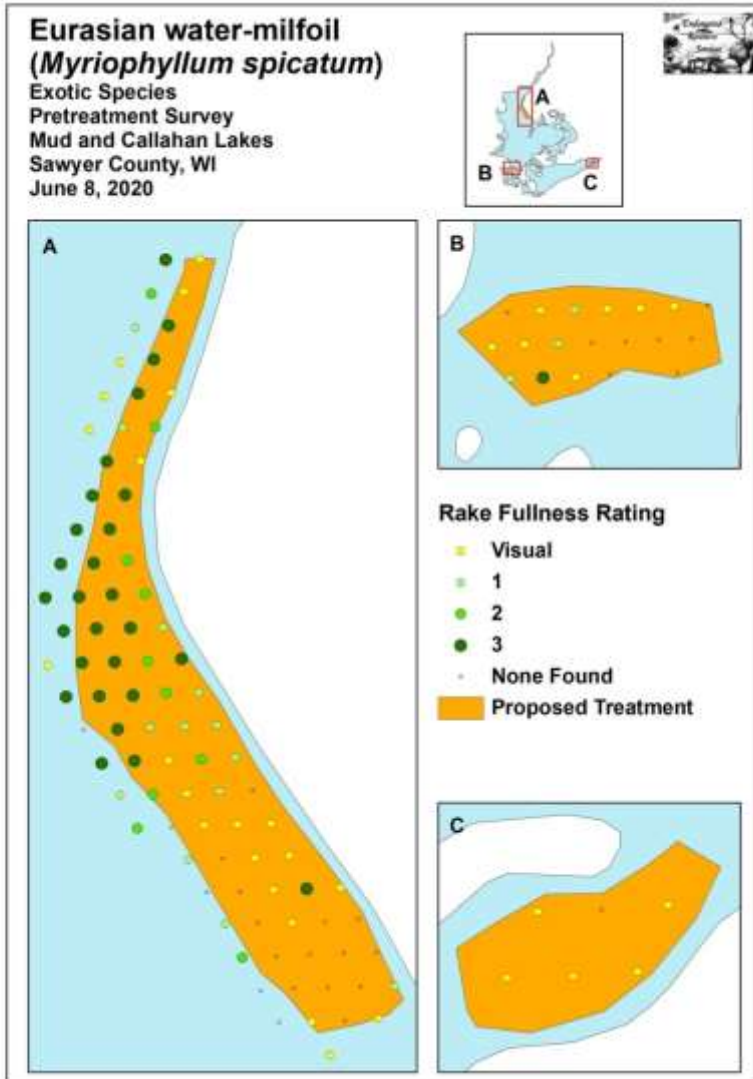 Eurasian water-milfoil
(Myriophyllum spicatum)
Exotic Species
Pretreatment Survey
Mud and Callahan Lakes
Sawyer County, WI
June 8, 2020
A
B
C
A
B
Rake Fullness Rating
Visual
1
2
3
None Found
Proposed Treatment
C